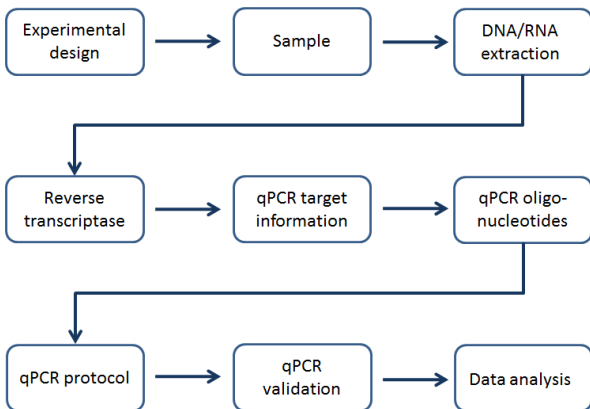 Experimental
design
Sample
DNA/RNA
extraction
Reverse
transcriptase
qPCR target
information
qPCR oligo-
nucleotides
qPCR protocol
qPCR
validation
Data analysis